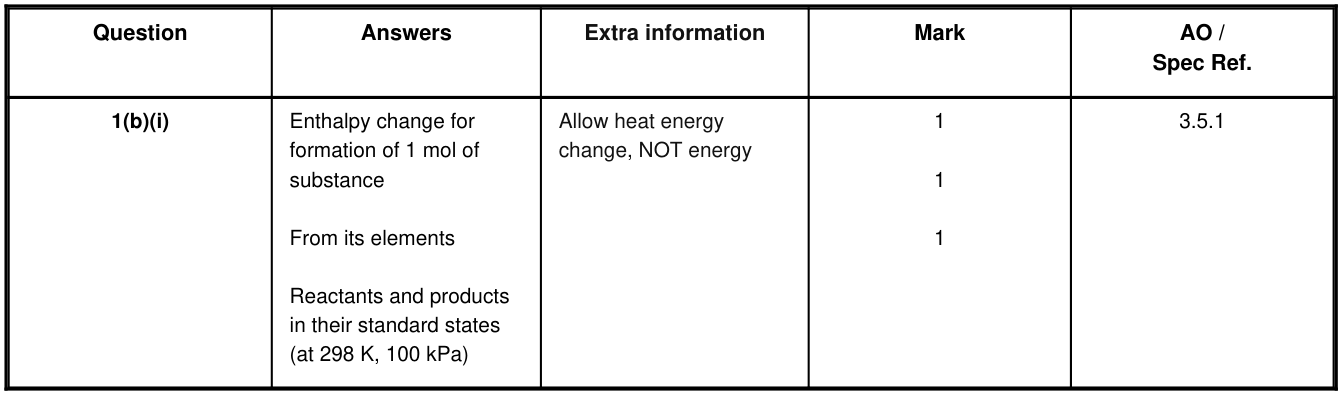 Question
Answers
Extra information
Mark
AO /
Spec Ref.
1(b)(i)
Enthalpy change for
formation of 1 mol of
substance
From its elements
Reactants and products
in their standard states
(at 298 K, 100 kPa)
Allow heat energy
change, NOT energy
1
1
1
3.5.1